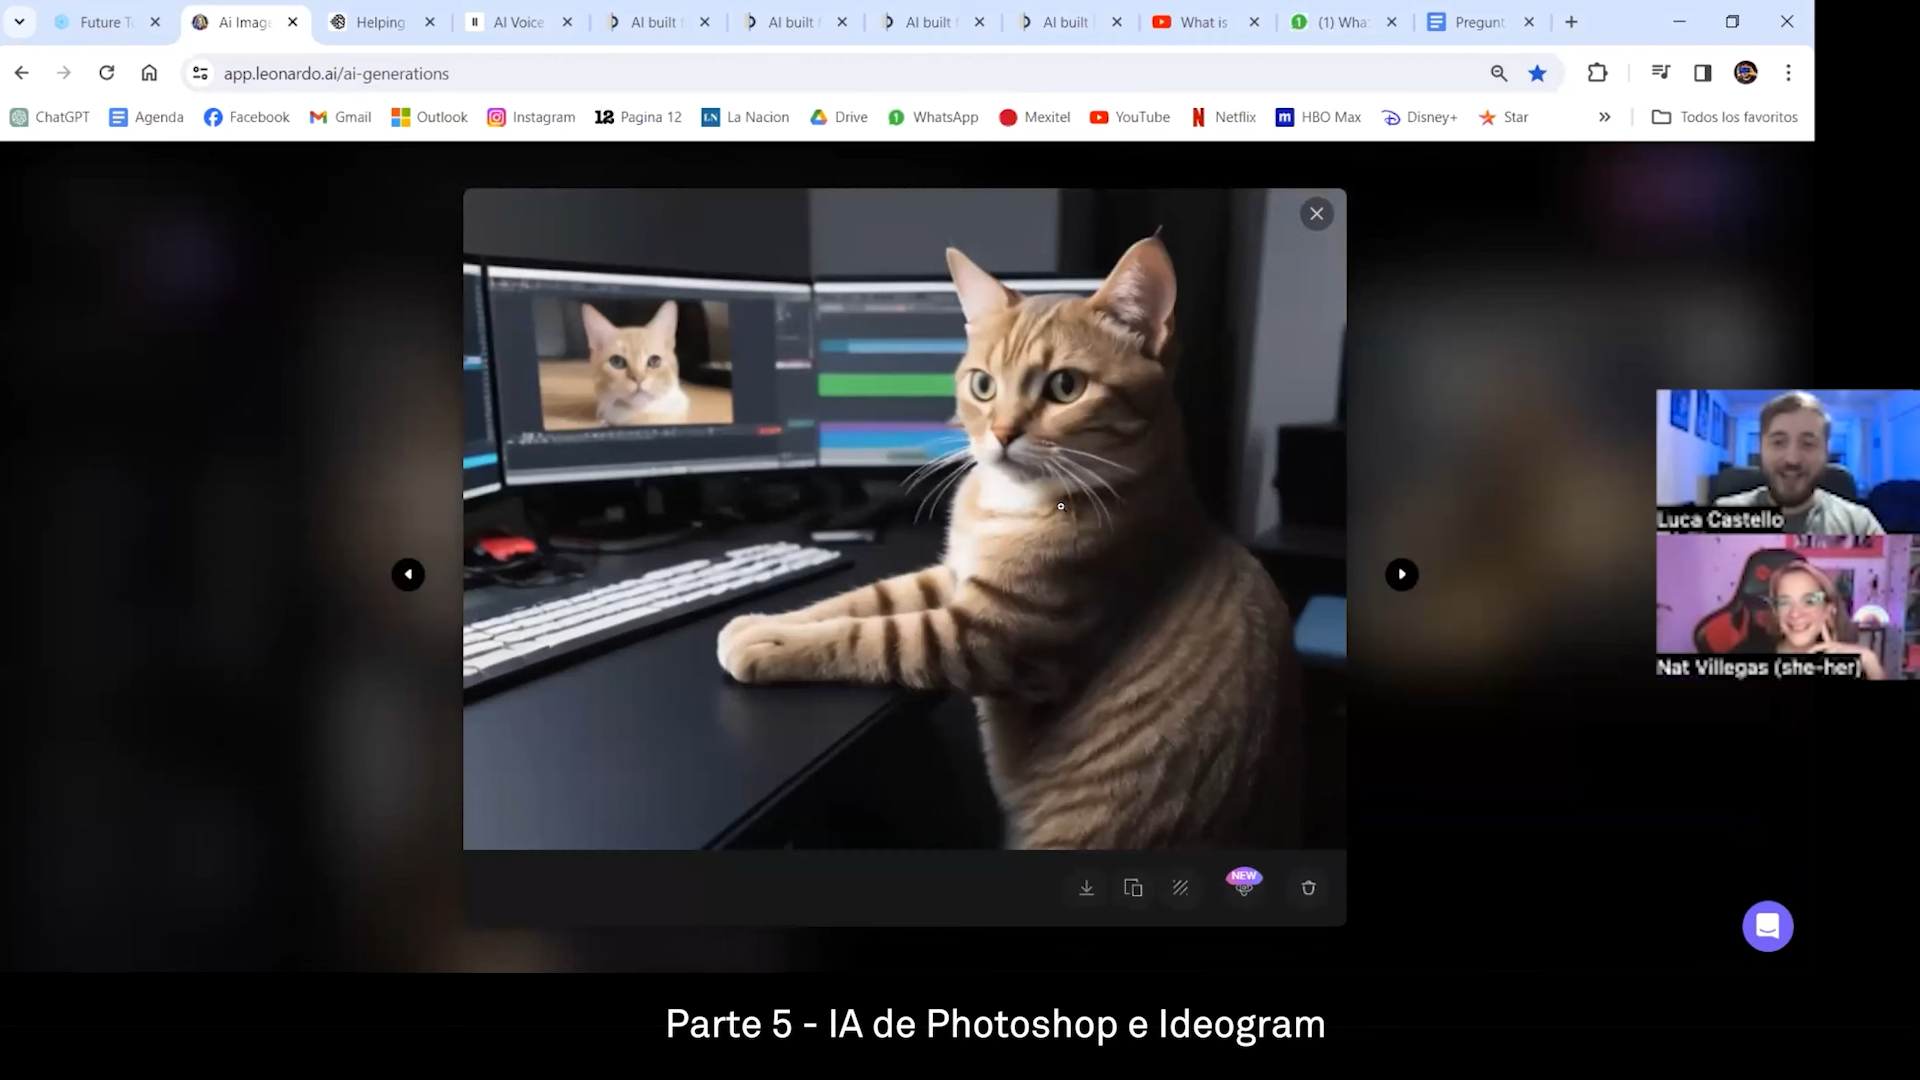 Future To
Ai Imag
Helping
AI Voice
AI built f
AI built f
AI built f
AI built
What is
(1) Wha
Pregunt
app.leonardo.ai/ai-generations
ChatGPT
Agenda
Facebook
Gmail
Outlook
Instagram
12 Pagina 12
LN La Nacion
Drive
WhatsApp
Mexitel
YouTube
Netflix
HBO Max
Disney+
Star
Todos los favoritos
Luca Castello
Nat Villegas (she-her)
NEW
Parte 5 - IA de Photoshop e Ideogram